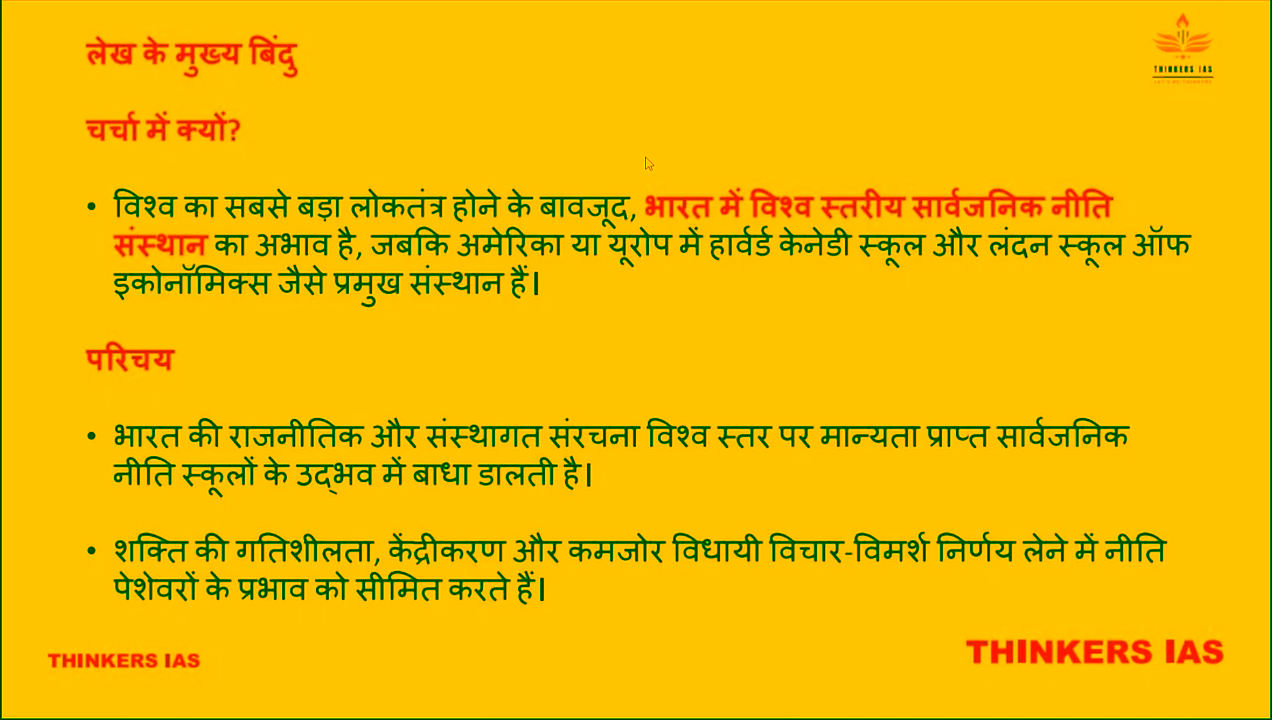 लेख के मुख्य बिंदु
THINKERS IAS
चर्चा में क्यों?
• विश्व का सबसे बड़ा लोकतंत्र होने के बावजूद, भारत में विश्व स्तरीय सार्वजनिक नीति
संस्थान का अभाव है, जबकि अमेरिका या यूरोप में हार्वर्ड केनेडी स्कूल और लंदन स्कूल ऑफ
इकोनॉमिक्स जैसे प्रमुख संस्थान हैं।
परिचय
• भारत की राजनीतिक और संस्थागत संरचना विश्व स्तर पर मान्यता प्राप्त सार्वजनिक
नीति स्कूलों के उद्भव में बाधा डालती है।
• शक्ति की गतिशीलता, केंद्रीकरण और कमजोर विधायी विचार-विमर्श निर्णय लेने में नीति
पेशेवरों के प्रभाव को सीमित करते हैं।
THINKERS IAS
THINKERS IAS